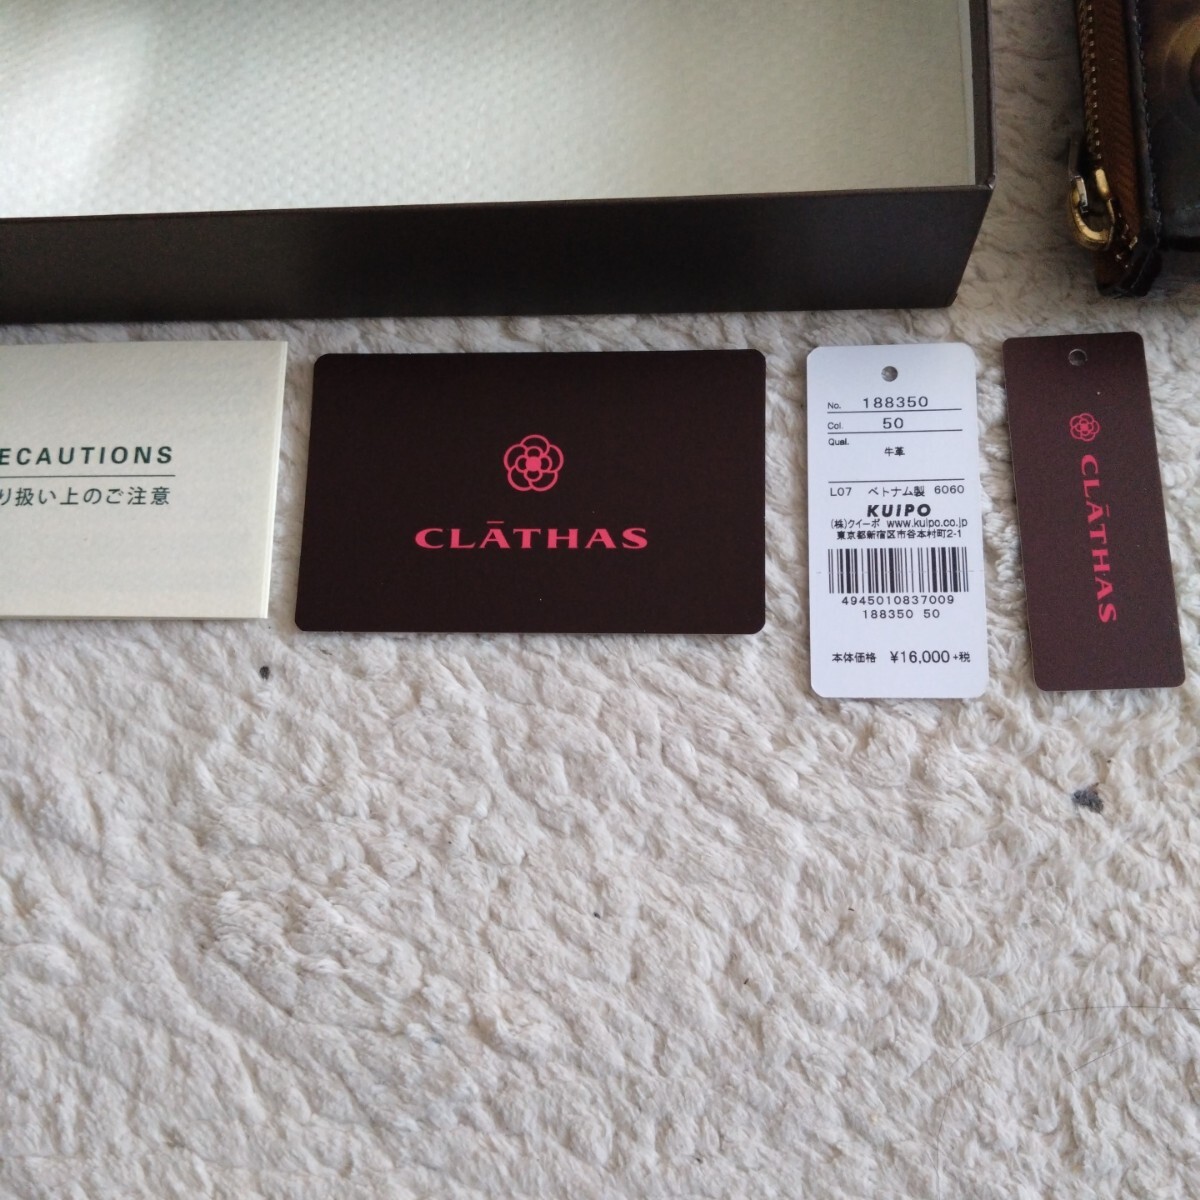 ECAUTIONS
り扱い上のご注意
CLĀTHAS
No. 188350
Col. 50
Qual. 牛革
L07 ベトナム製 6060
KUIPO
(株)クイーポ www.kuipo.co.jp
東京都新宿区市谷本村町2-1
4945010837009
188350 50
本体価格 ¥16,000+税
CLĀTHAS